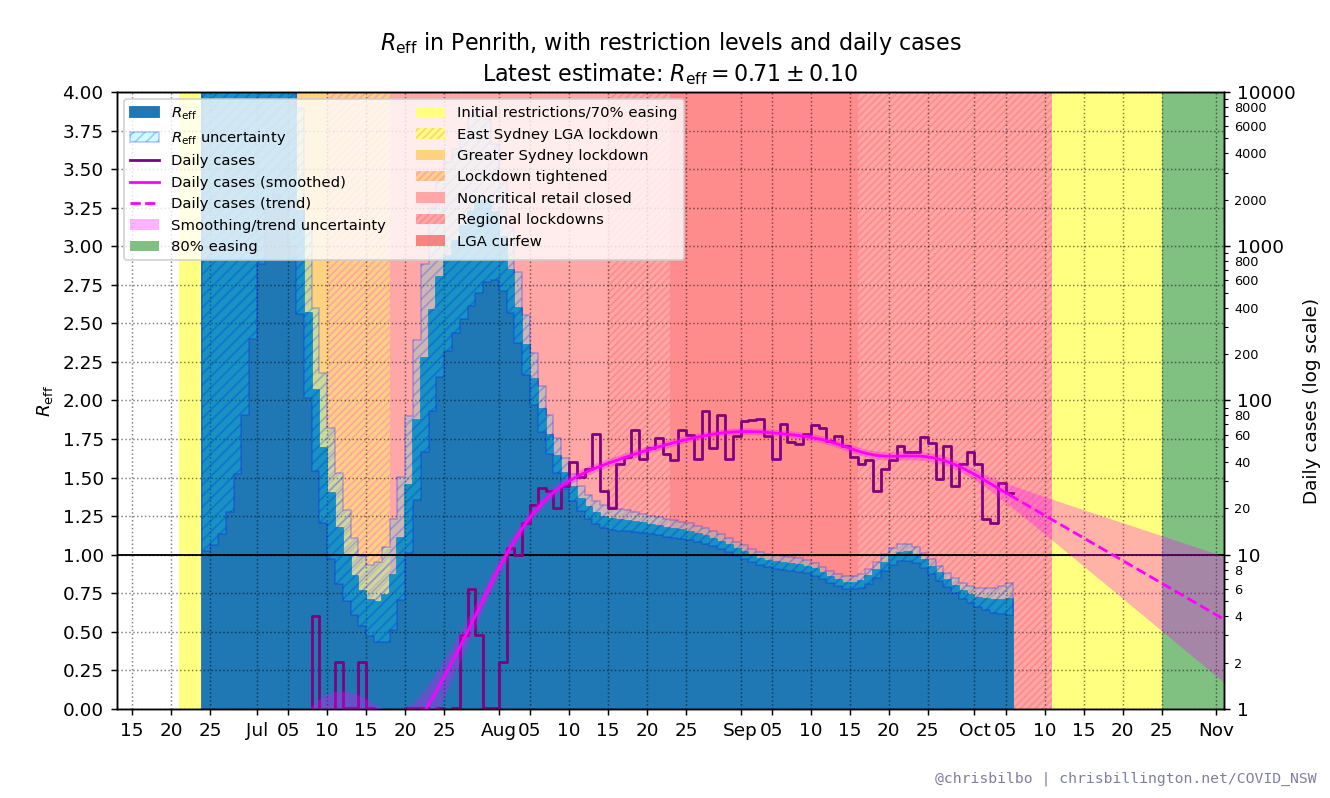 R_eff in Penrith, with restriction levels and daily cases
Latest estimate: R_eff = 0.71 ± 0.10
R_eff
R_eff uncertainty
Daily cases
Daily cases (smoothed)
Daily cases (trend)
Smoothing/trend uncertainty
80% easing
Initial restrictions/70% easing
East Sydney LGA lockdown
Greater Sydney lockdown
Lockdown tightened
Noncritical retail closed
Regional lockdowns
LGA curfew
R_eff
4.00
3.75
3.50
3.25
3.00
2.75
2.50
2.25
2.00
1.75
1.50
1.25
1.00
0.75
0.50
0.25
0.00
10000
8000
6000
4000
2000
1000
800
600
400
200
100
80
60
40
20
10
8
6
4
2
1
Daily cases (log scale)
15 20 25 Jul 05 10 15 20 25 Aug 05 10 15 20 25 Sep 05 10 15 20 25 Oct 05 10 15 20 25 Nov
@chrisbilbo | chrisbillington.net/COVID_NSW